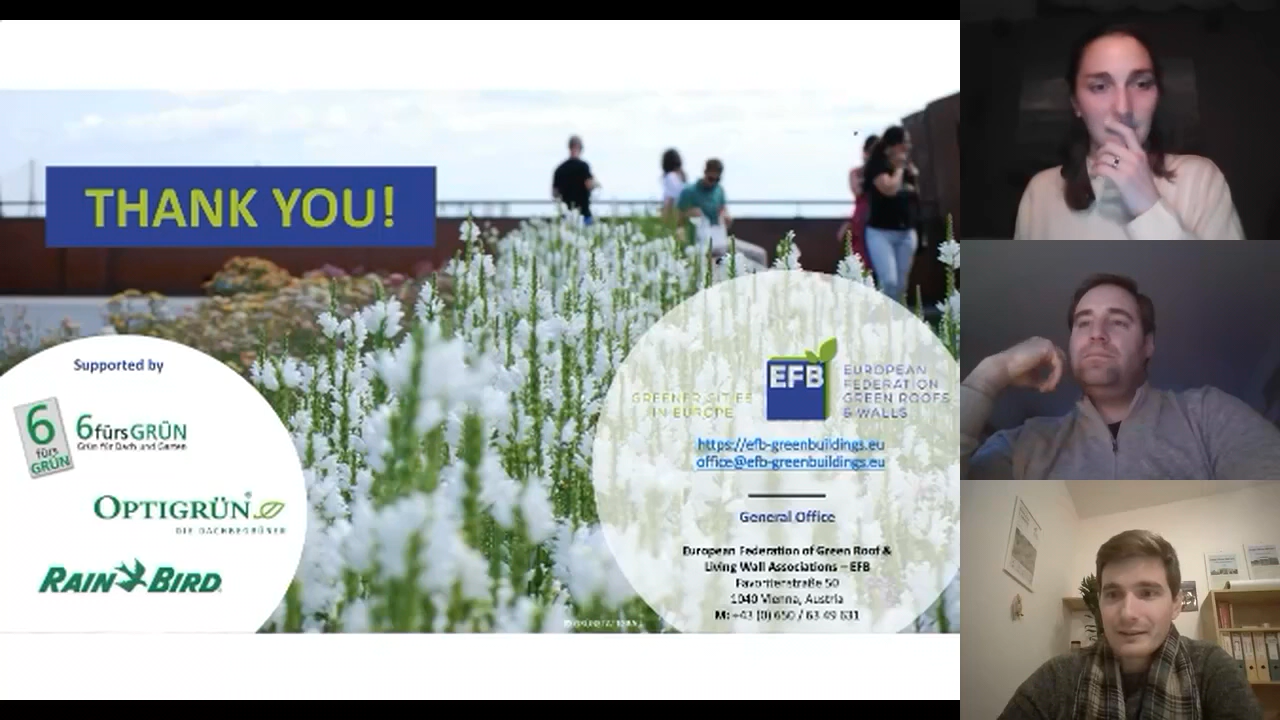 THANK YOU!
Supported by
6
fürs
GRÜN
6fürsGRÜN
Grün für Dach und Garten
OPTIGRÜN®
DIE DACHBEGRÜNER
RAIN BIRD
GREENER CITIES
IN EUROPE
EFB
EUROPEAN
FEDERATION
GREEN ROOFS
& WALLS
https://efb-greenbuildings.eu
office@efb-greenbuildings.eu
General Office
European Federation of Green Roof &
Living Wall Associations – EFB
Favoritenstraße 50
1040 Vienna, Austria
M: +43 (0) 650 / 63 49 631